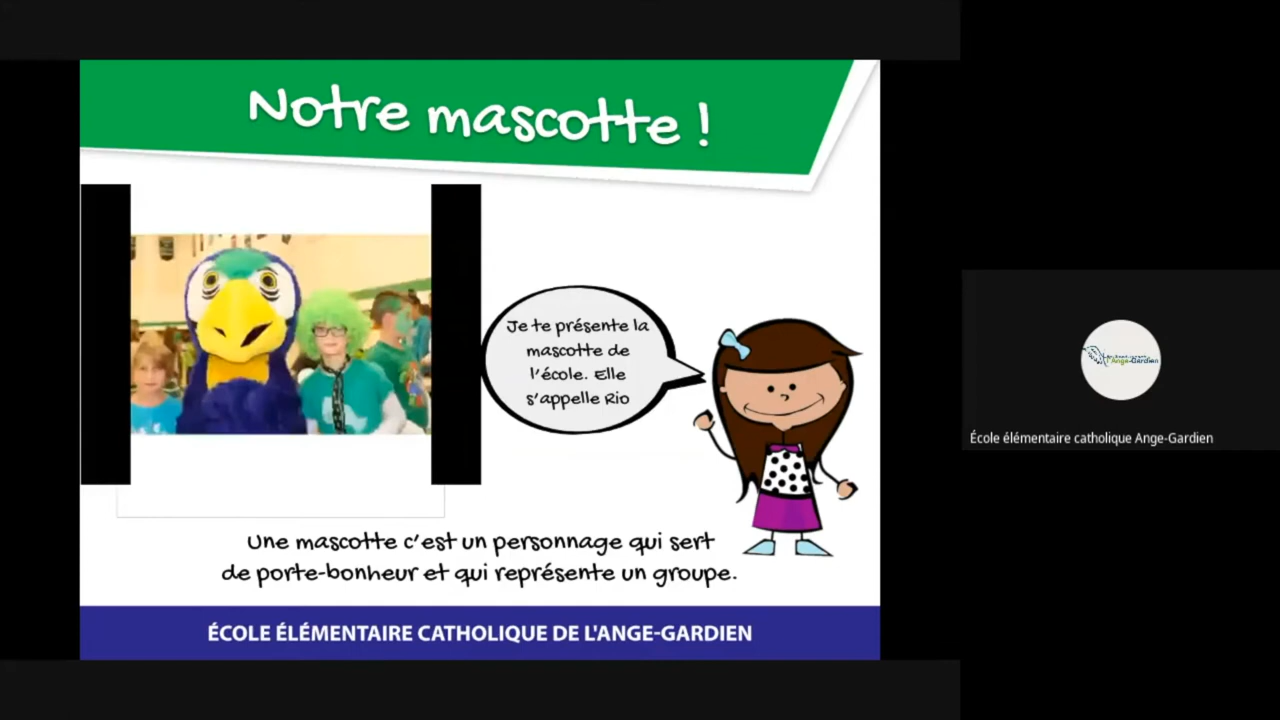 Notre mascotte !
Je te présente la
mascotte de
l'école. Elle
s'appelle Rio
Une mascotte c'est un personnage qui sert
de porte-bonheur et qui représente un groupe.
ÉCOLE ÉLÉMENTAIRE CATHOLIQUE DE L'ANGE-GARDIEN
l'Ange-Gardien
École élémentaire catholique Ange-Gardien